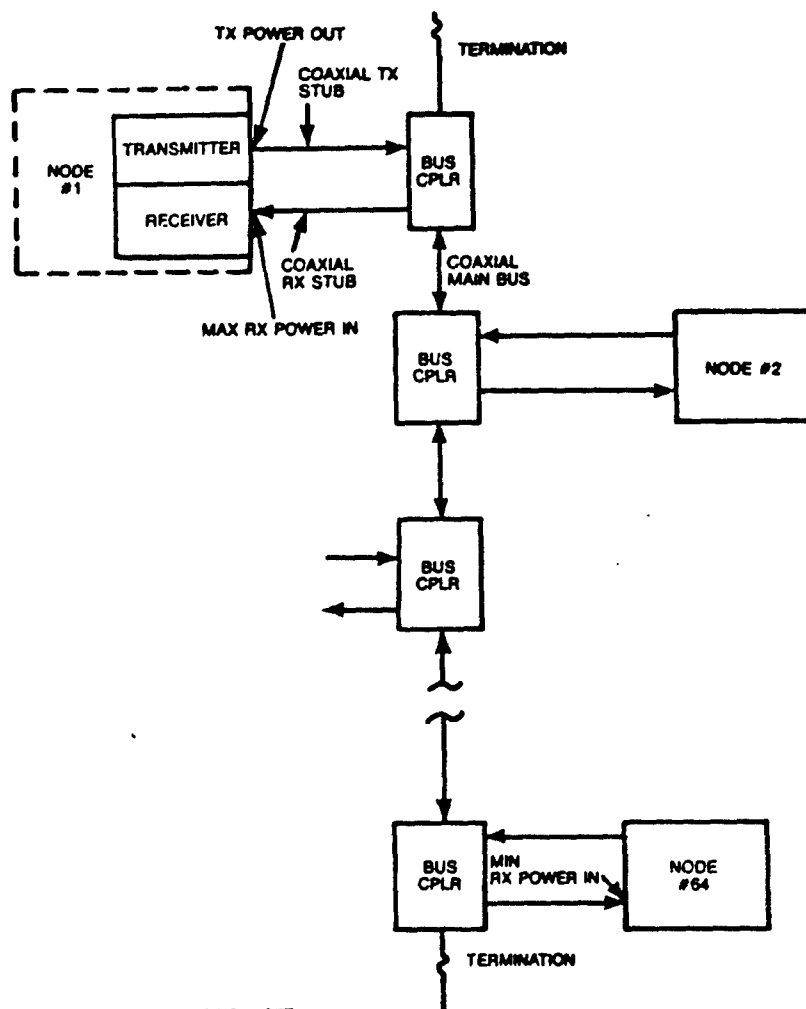 TX POWER OUT
TERMINATION
COAXIAL TX
STUB
TRANSMITTER
NODE
#1
BUS
CPLR
RECEIVER
COAXIAL
RX STUB
COAXIAL
MAIN BUS
MAX RX POWER IN
BUS
CPLR
NODE #2
BUS
CPLR
BUS
CPLR
MIN
RX POWER IN
NODE
#64
TERMINATION